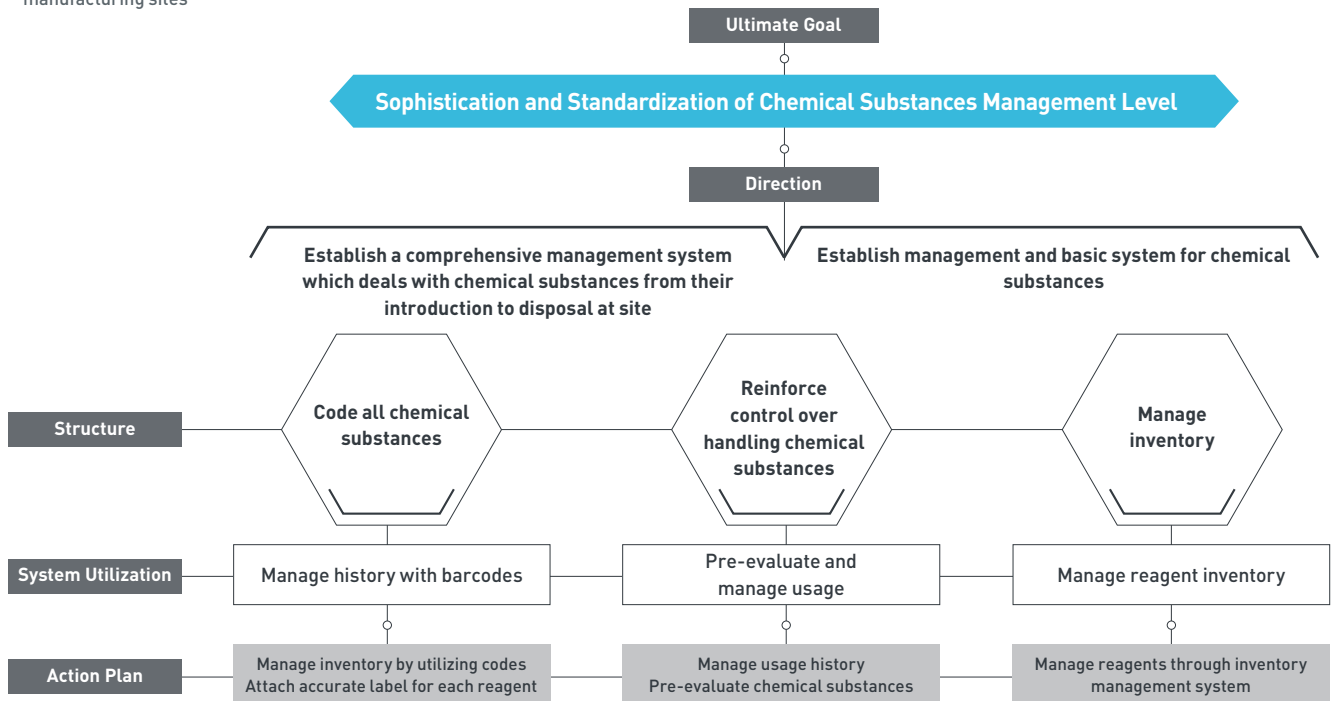 manufacturing sites
Ultimate Goal
Sophistication and Standardization of Chemical Substances Management Level
Direction
Establish a comprehensive management system
which deals with chemical substances from their
introduction to disposal at site
Establish management and basic system for chemical
substances
Structure
Code all chemical
substances
Reinforce
control over
handling chemical
substances
Manage
inventory
System Utilization
Manage history with barcodes
Pre-evaluate and
manage usage
Manage reagent inventory
Action Plan
Manage inventory by utilizing codes
Attach accurate label for each reagent
Manage usage history
Pre-evaluate chemical substances
Manage reagents through inventory
management system